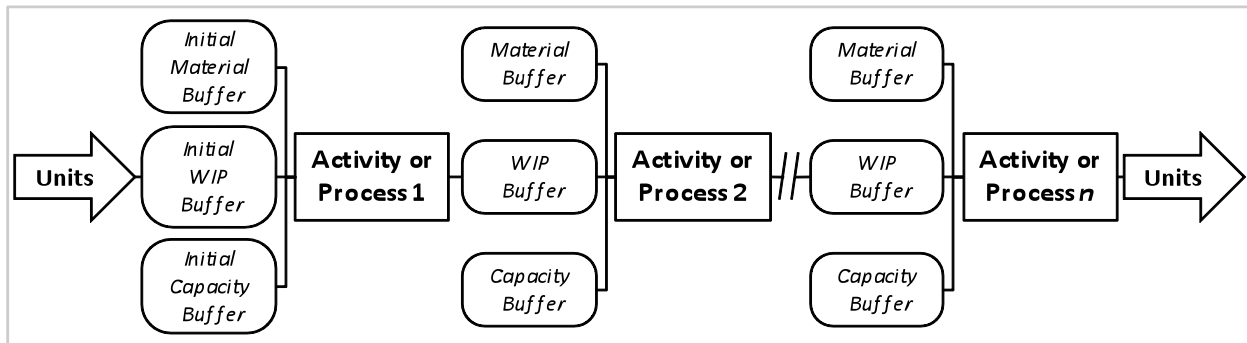 Units
Initial
Material
Buffer
Initial
WIP
Buffer
Initial
Capacity
Buffer
Activity or
Process 1
Material
Buffer
WIP
Buffer
Capacity
Buffer
Activity or
Process 2
Material
Buffer
WIP
Buffer
Capacity
Buffer
Activity or
Process n
Units